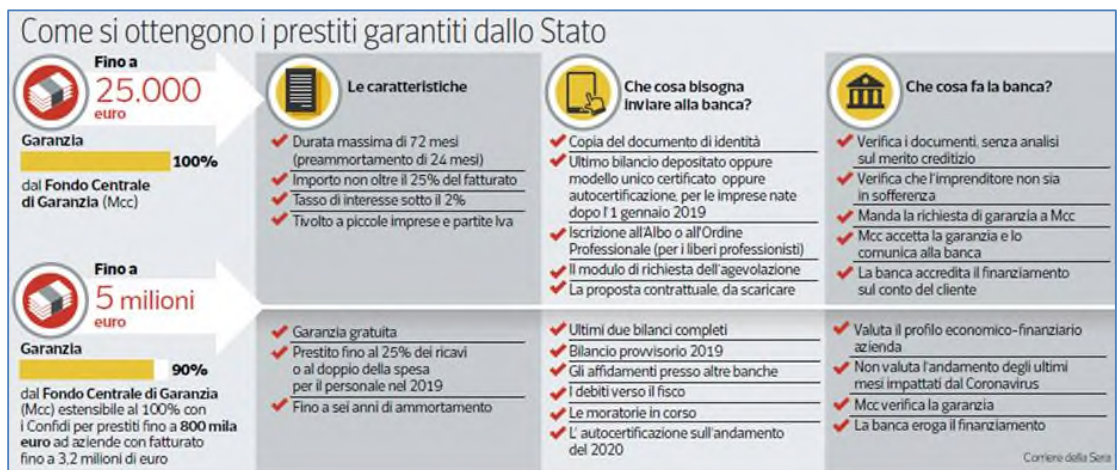 Come si ottengono i prestiti garantiti dallo Stato
Fino a
25.000
euro
Garanzia
100%
dal Fondo Centrale
di Garanzia (Mcc)
Le caratteristiche
Durata massima di 72 mesi
(preammortamento di 24 mesi)
Importo non oltre il 25% del fatturato
Tasso di interesse sotto il 2%
Tivolto a piccole imprese e partite Iva
Che cosa bisogna
inviare alla banca?
Copia del documento di identità
Ultimo bilancio depositato oppure
modello unico certificato oppure
autocertificazione, per le imprese nate
dopo l'1 gennaio 2019
Iscrizione all'Albo o all'Ordine
Professionale (per i liberi professionisti)
Il modulo di richiesta dell'agevolazione
La proposta contrattuale, da scaricare
Che cosa fa la banca?
Verifica i documenti, senza analisi
sul merito creditizio
Verifica che l'imprenditore non sia
in sofferenza
Manda la richiesta di garanzia a Mcc
Mcc accetta la garanzia e lo
comunica alla banca
La banca accredita il finanziamento
sul conto del cliente
Fino a
5 milioni
euro
Garanzia
90%
dal Fondo Centrale di Garanzia
(Mcc) estensibile al 100% con
i Confidi per prestiti fino a 800 mila
euro ad aziende con fatturato
fino a 3,2 milioni di euro
Garanzia gratuita
Prestito fino al 25% dei ricavi
o al doppio della spesa
per il personale nel 2019
Fino a sei anni di ammortamento
Ultimi due bilanci completi
Bilancio provvisorio 2019
Gli affidamenti presso altre banche
I debiti verso il fisco
Le moratorie in corso
L' autocertificazione sull'andamento
del 2020
Valuta il profilo economico-finanziario
azienda
Non valuta l'andamento degli ultimi
mesi impattati dal Coronavirus
Mcc verifica la garanzia
La banca eroga il finanziamento
Corriere della Sera